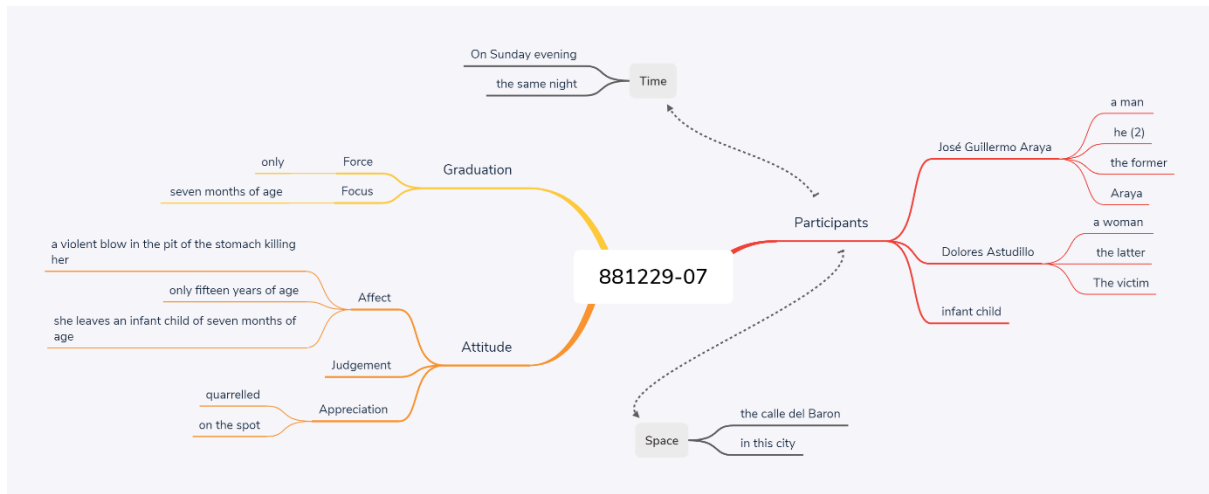 On Sunday evening
the same night
Time
Graduation
Force
only
Focus
seven months of age
881229-07
Attitude
Affect
a violent blow in the pit of the stomach killing
her
only fifteen years of age
she leaves an infant child of seven months of
age
Judgement
Appreciation
quarrelled
on the spot
Participants
José Guillermo Araya
a man
he (2)
the former
Araya
Dolores Astudillo
a woman
the latter
The victim
infant child
Space
the calle del Baron
in this city